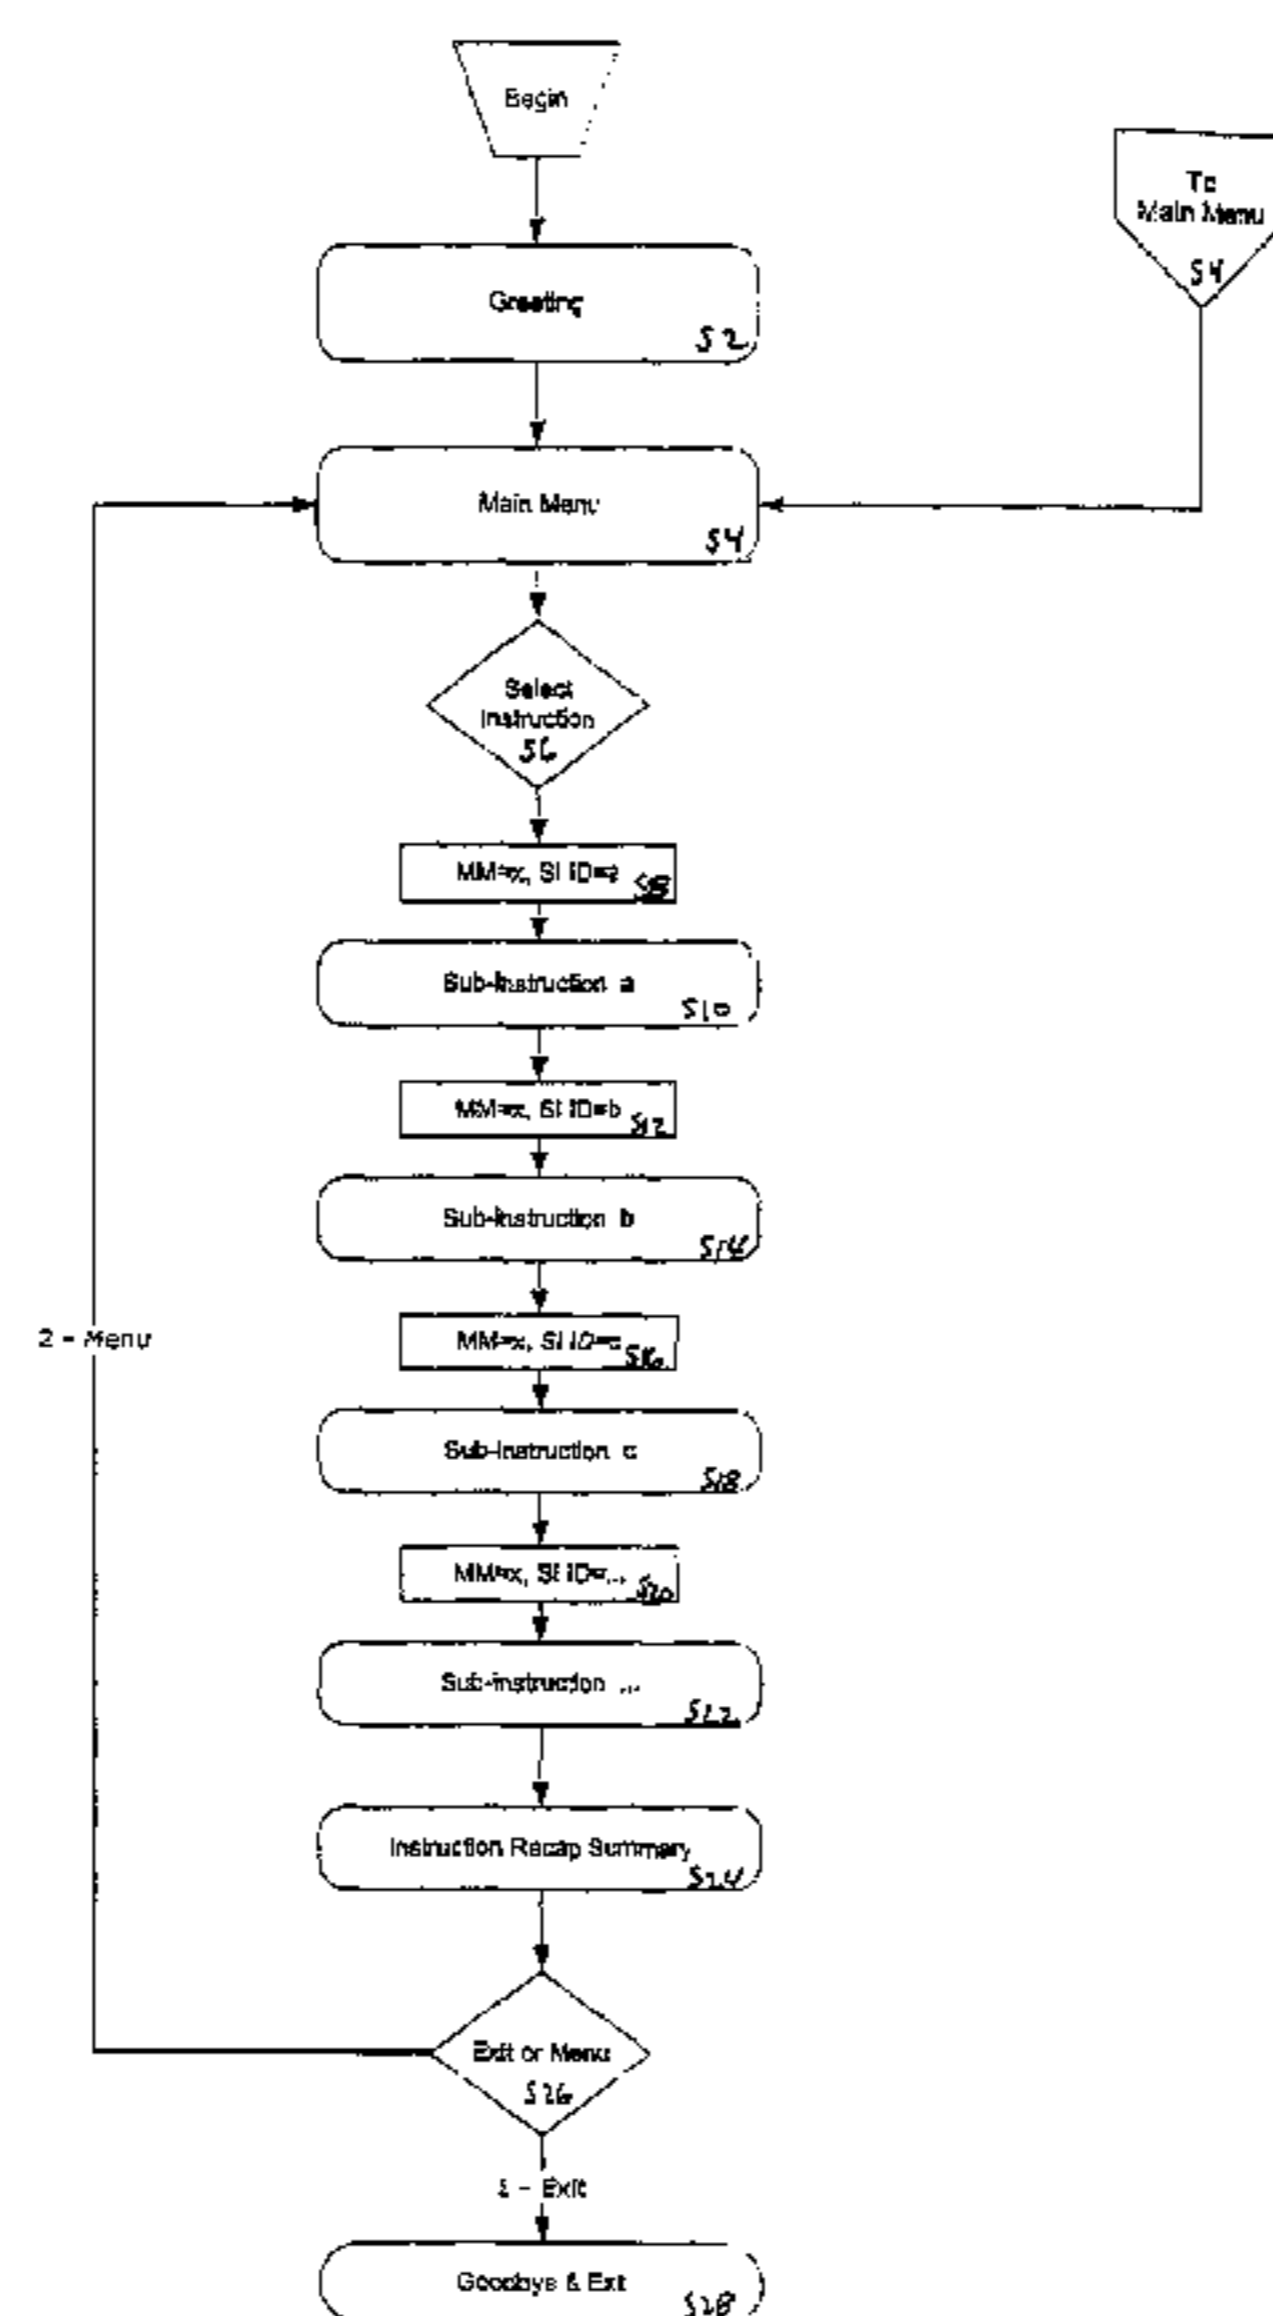 Begin
To
Main Menu
S4
Greeting
S2
Main Menu
S4
Select
Instruction
S6
MM=x, SI ID=a
S8
Sub-Instruction a
S10
MM=x, SI ID=b
S12
Sub-Instruction b
S14
2 - Menu
MM=x, SI ID=c
S16
Sub-Instruction c
S18
MM=x, SI ID=...
S20
Sub-instruction ...
S22
Instruction Recap Summary
S24
Exit or Menu
S26
- Exit
Goodbye & Exit
S28